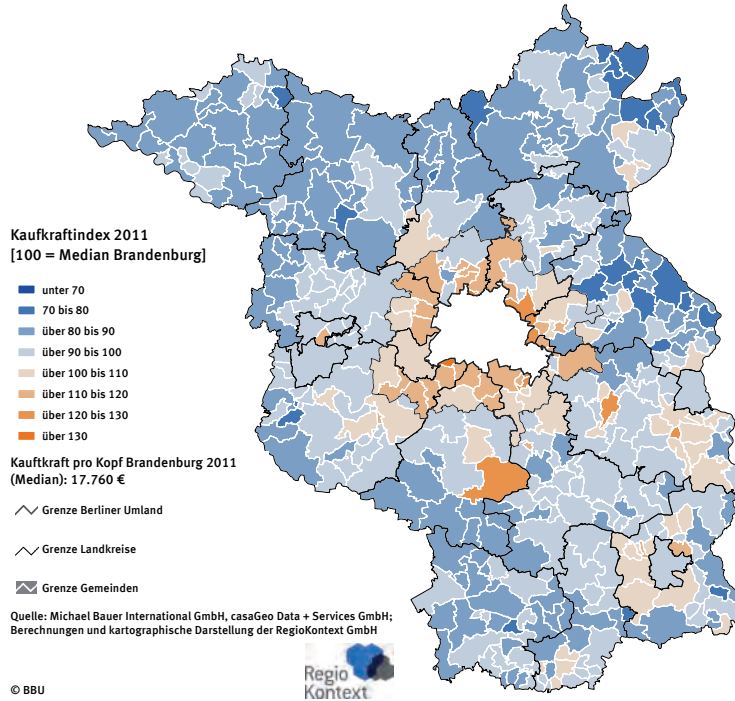 Kaufkraftindex 2011
[100 = Median Brandenburg]
unter 70
70 bis 80
über 80 bis 90
über 90 bis 100
über 100 bis 110
über 110 bis 120
über 120 bis 130
über 130
Kauftkraft pro Kopf Brandenburg 2011
(Median): 17.760 €
Grenze Berliner Umland
Grenze Landkreise
Grenze Gemeinden
Quelle: Michael Bauer International GmbH, casaGeo Data + Services GmbH;
Berechnungen und kartographische Darstellung der RegioKontext GmbH
Regio
Kontext
© BBU